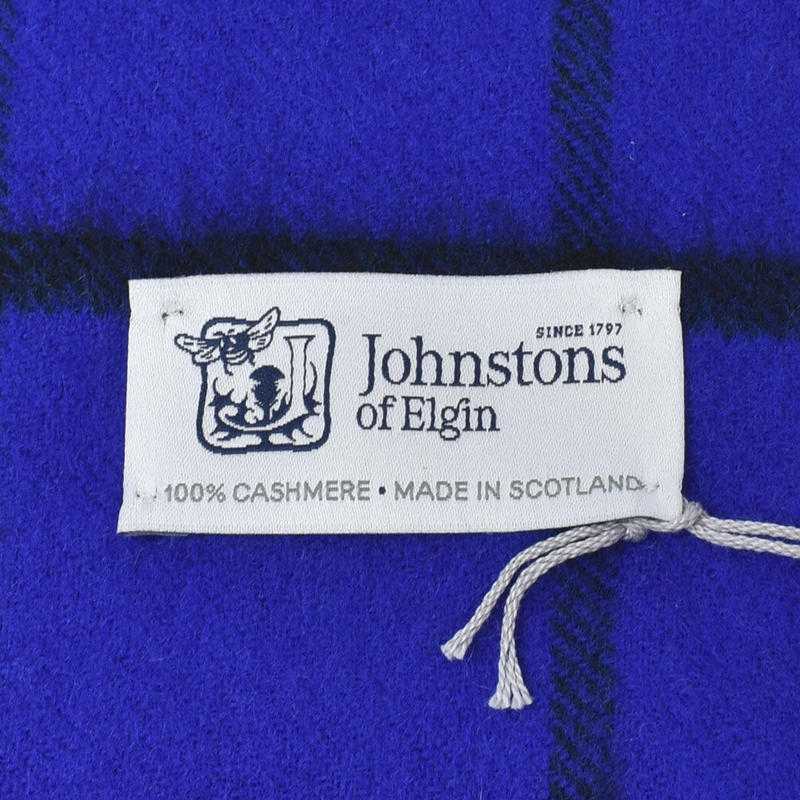 SINCE 1797
Johnstons
of Elgin
100% CASHMERE • MADE IN SCOTLAND